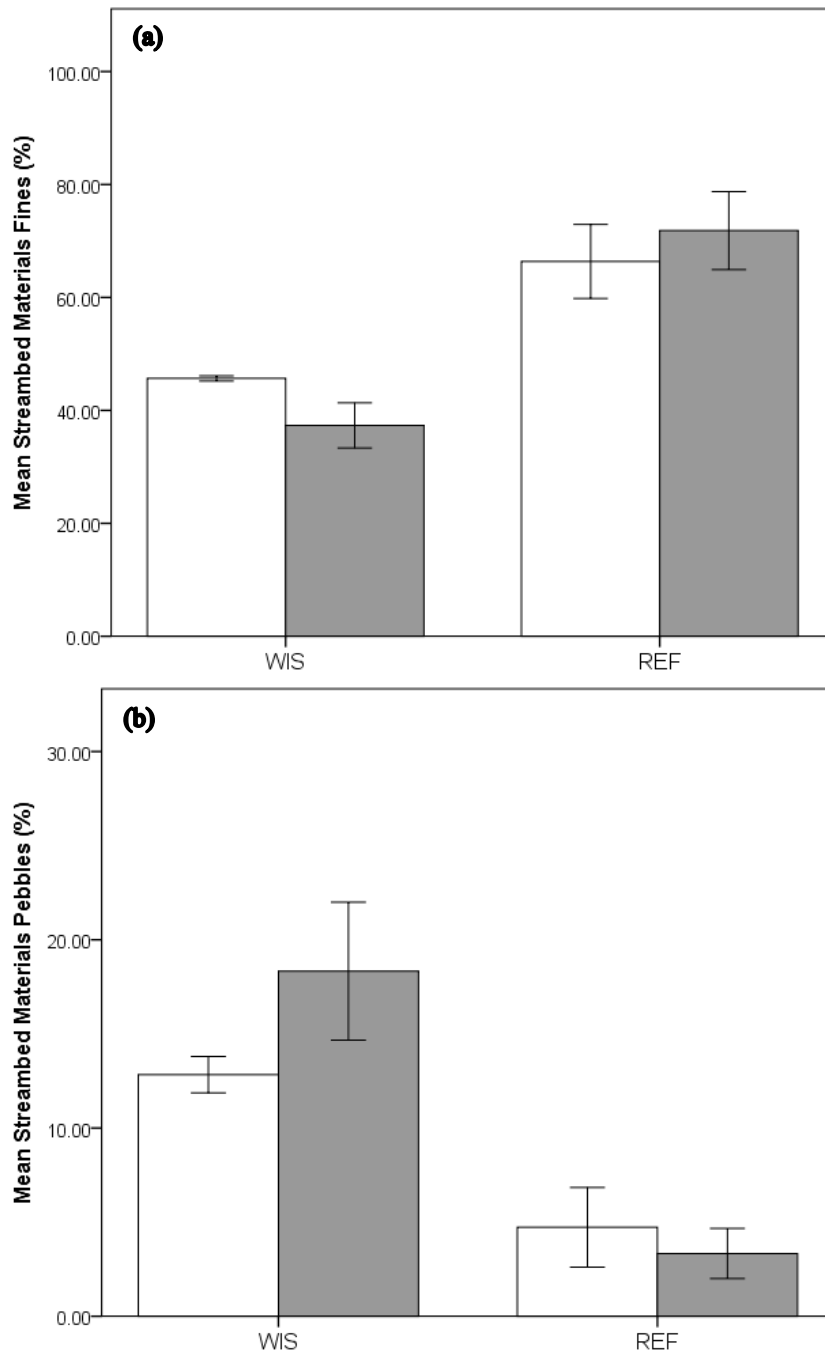 (a)
Mean Streambed Materials Fines (%)
100.00
80.00
60.00
40.00
20.00
0.00
WIS REF
(b)
Mean Streambed Materials Pebbles (%)
30.00
20.00
10.00
0.00
WIS REF